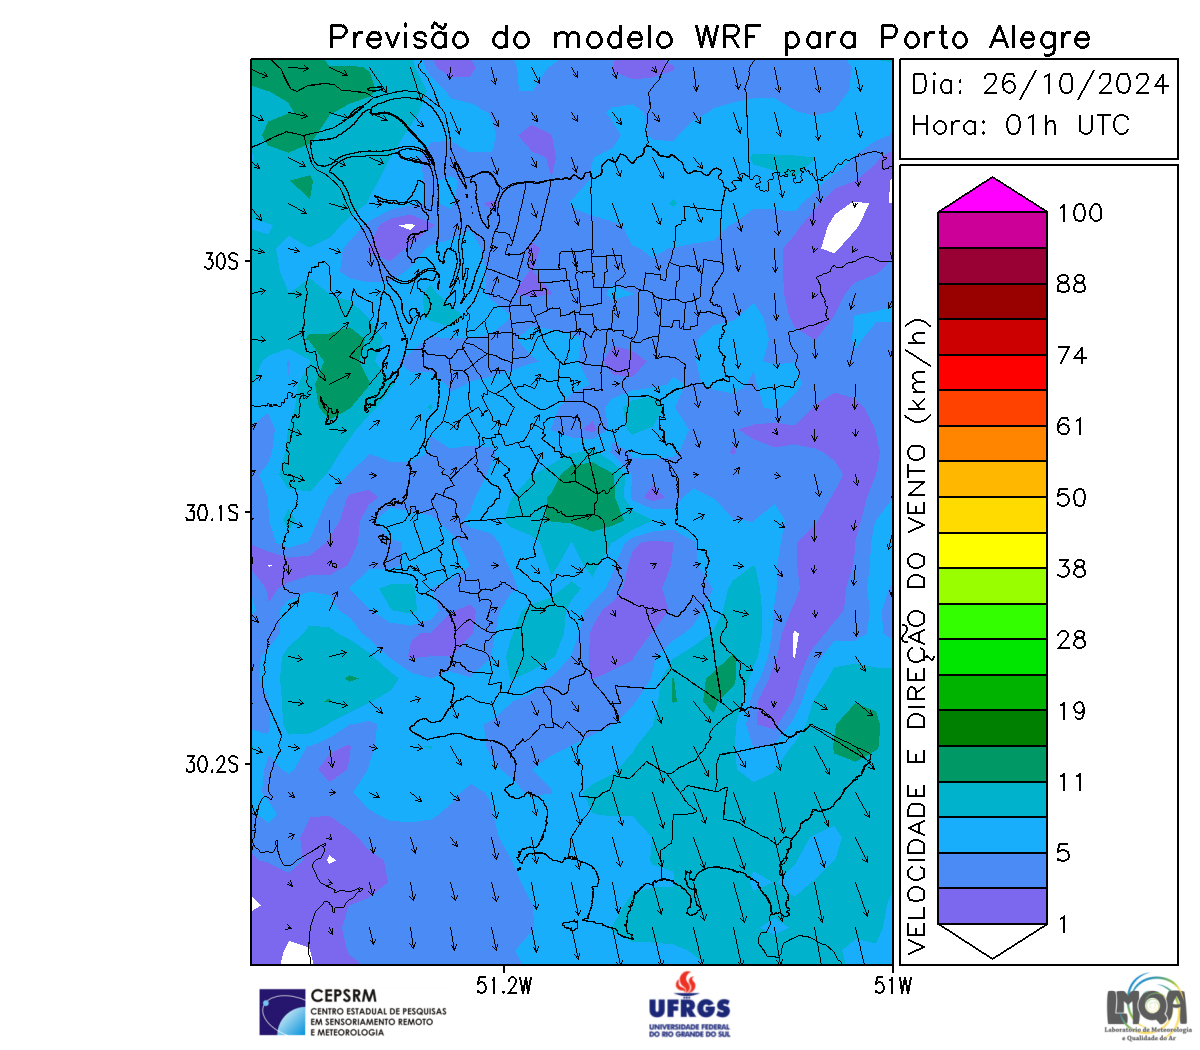 Previsão do modelo WRF para Porto Alegre
Dia: 26/10/2024
Hora: 01h UTC
30S
30.1S
30.2S
51.2W
51W
VELOCIDADE E DIREÇÃO DO VENTO (km/h)
100
88
74
61
50
38
28
19
11
5
1
CEPSRM
CENTRO ESTADUAL DE PESQUISAS
EM SENSORIAMENTO REMOTO
E METEOROLOGIA
UFRGS
UNIVERSIDADE FEDERAL
DO RIO GRANDE DO SUL
LMQA
Laboratório de Meteorologia
e Qualidade do Ar